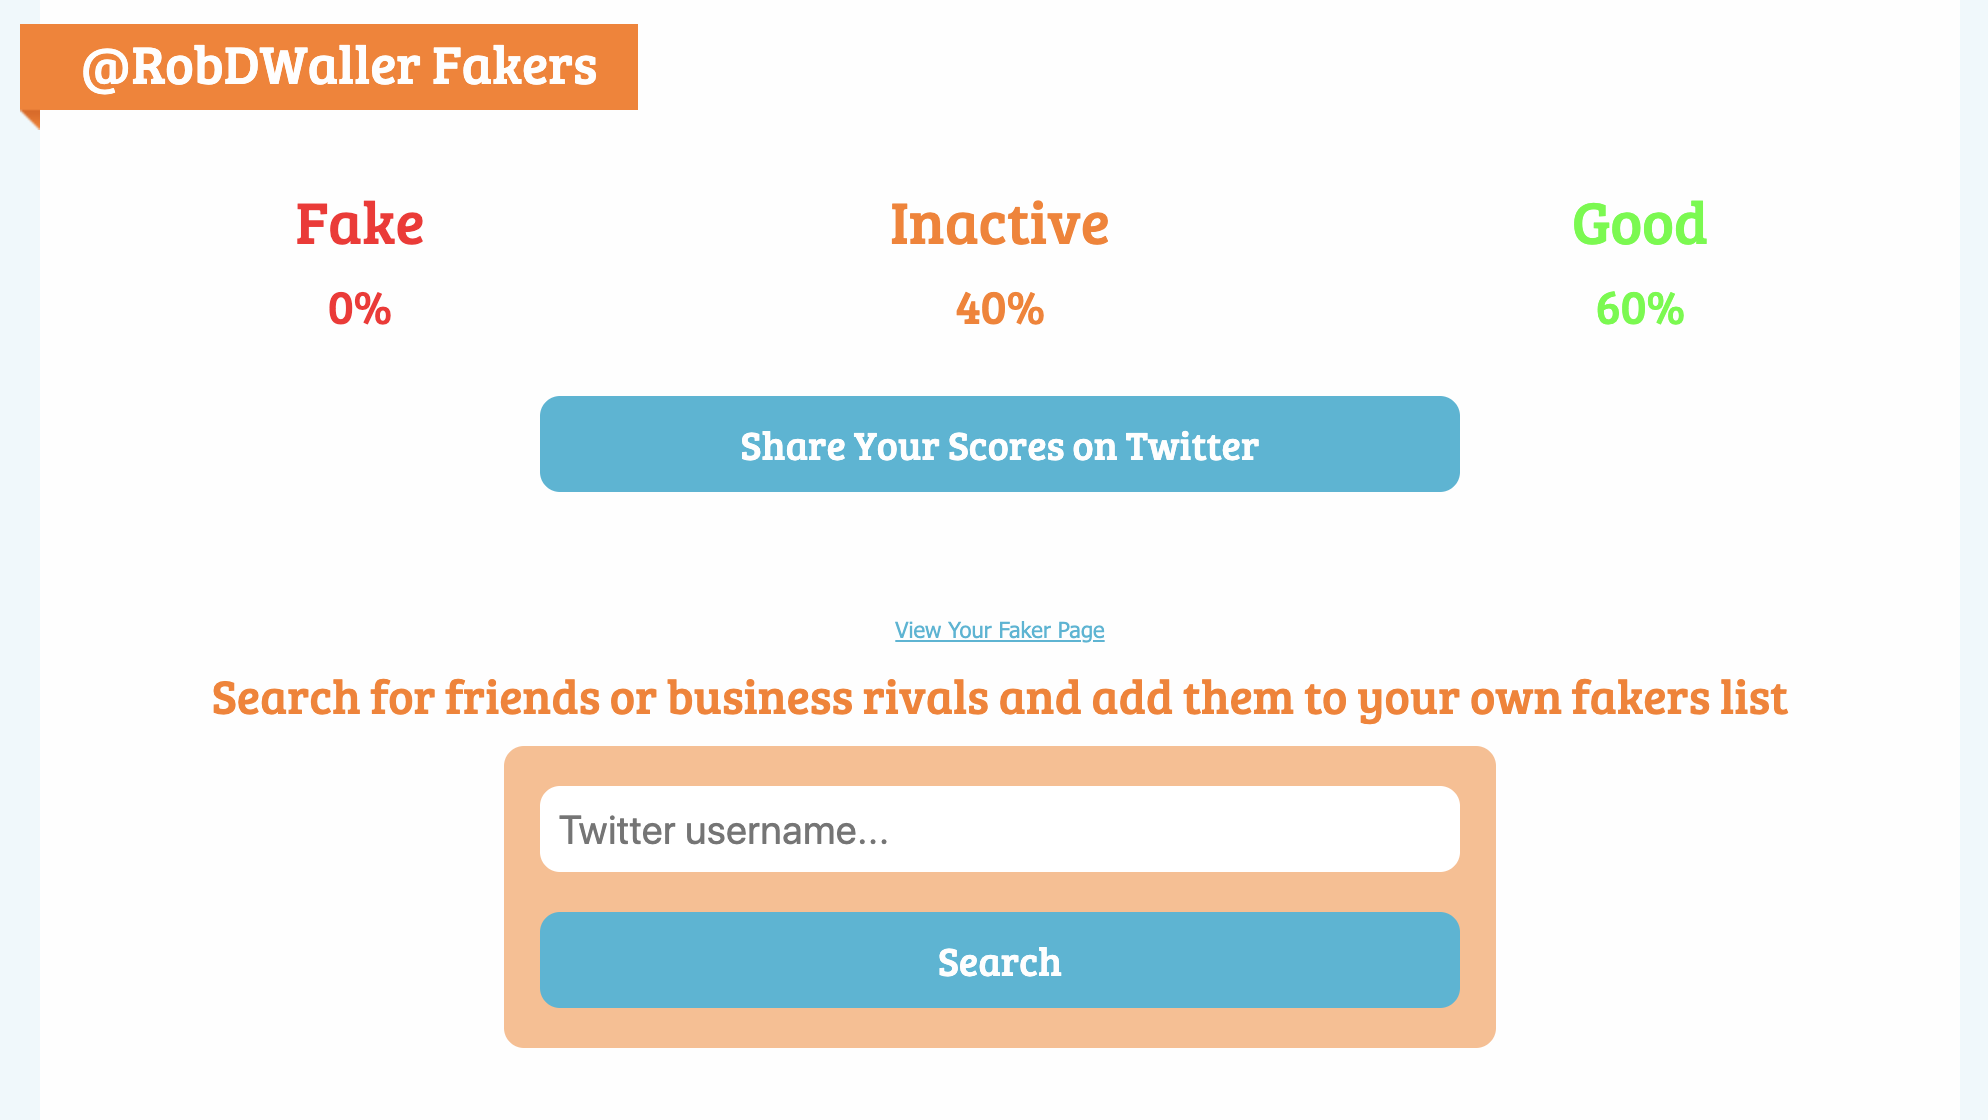 @RobDWaller Fakers
Fake
Inactive
Good
0%
40%
60%
Share Your Scores on Twitter
View Your Faker Page
Search for friends or business rivals and add them to your own fakers list
Twitter username...
Search